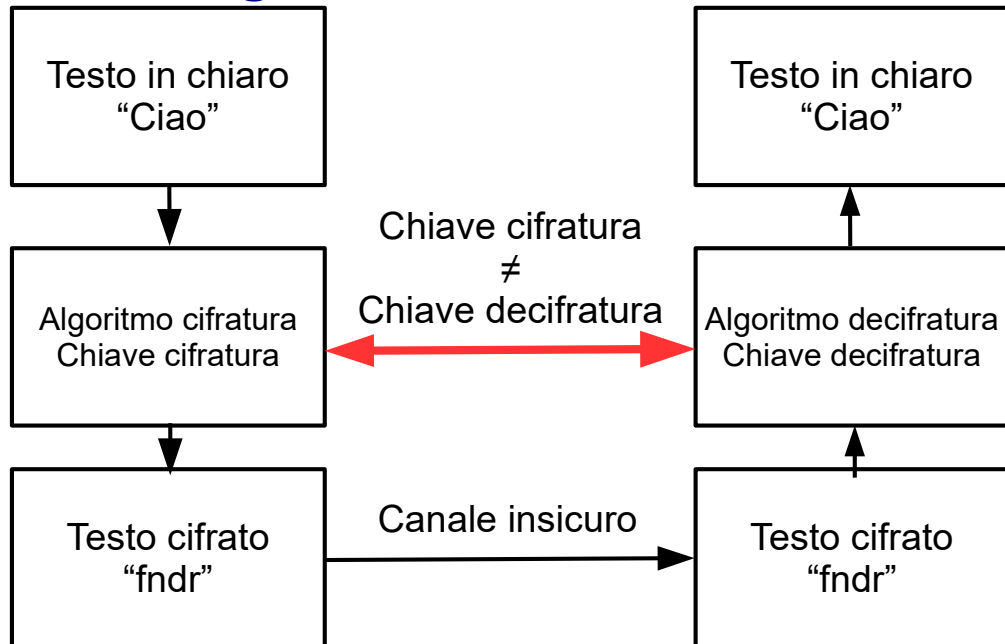 Testo in chiaro
“Ciao”
Testo in chiaro
“Ciao”
Chiave cifratura
≠
Chiave decifratura
Algoritmo cifratura
Chiave cifratura
Algoritmo decifratura
Chiave decifratura
Testo cifrato
“fndr”
Canale insicuro
Testo cifrato
“fndr”